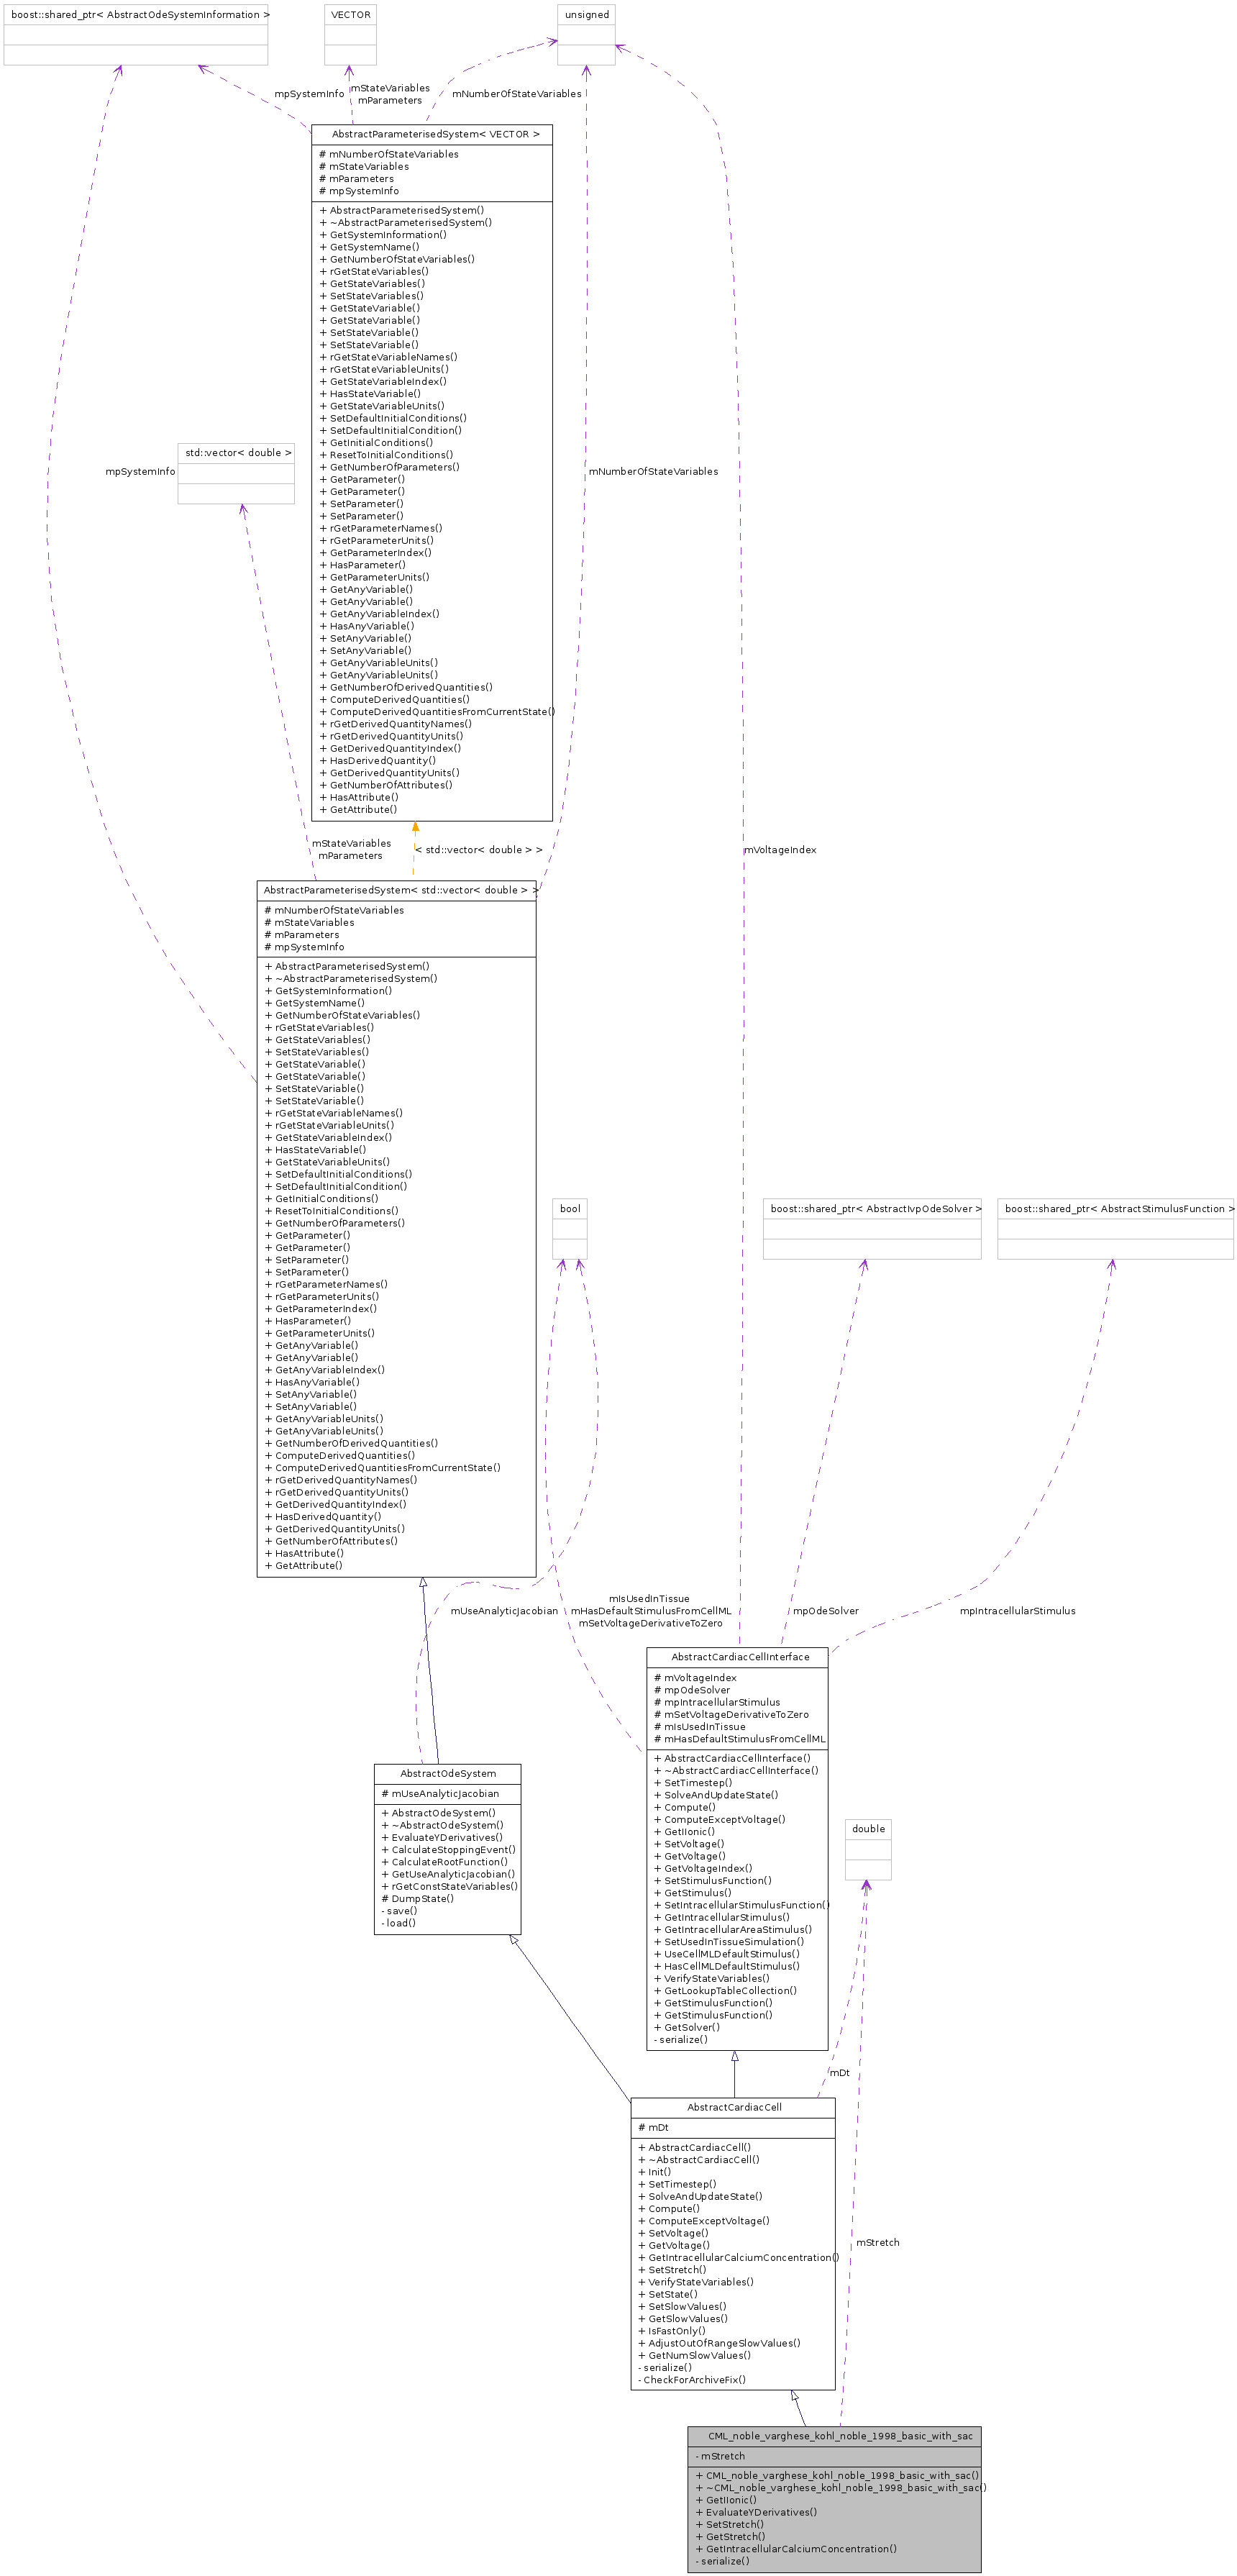 boost::shared_ptr< AbstractOdeSystemInformation >
VECTOR
unsigned
mpSystemInfo
mStateVariables
mParameters
mNumberOfStateVariables
AbstractParameterisedSystem< VECTOR >
# mNumberOfStateVariables
# mStateVariables
# mParameters
# mpSystemInfo
+ AbstractParameterisedSystem()
+ ~AbstractParameterisedSystem()
+ GetSystemInformation()
+ GetSystemName()
+ GetNumberOfStateVariables()
+ rGetStateVariables()
+ GetStateVariables()
+ SetStateVariables()
+ GetStateVariable()
+ GetStateVariable()
+ SetStateVariable()
+ SetStateVariable()
+ rGetStateVariableNames()
+ rGetStateVariableUnits()
+ GetStateVariableIndex()
+ HasStateVariable()
+ GetStateVariableUnits()
+ SetDefaultInitialConditions()
+ SetDefaultInitialCondition()
+ GetInitialConditions()
+ ResetToInitialConditions()
+ GetNumberOfParameters()
+ GetParameter()
+ GetParameter()
+ SetParameter()
+ SetParameter()
+ rGetParameterNames()
+ rGetParameterUnits()
+ GetParameterIndex()
+ HasParameter()
+ GetParameterUnits()
+ GetAnyVariable()
+ GetAnyVariable()
+ GetAnyVariableIndex()
+ HasAnyVariable()
+ SetAnyVariable()
+ SetAnyVariable()
+ GetAnyVariableUnits()
+ GetAnyVariableUnits()
+ GetNumberOfDerivedQuantities()
+ ComputeDerivedQuantities()
+ ComputeDerivedQuantitiesFromCurrentState()
+ rGetDerivedQuantityNames()
+ rGetDerivedQuantityUnits()
+ GetDerivedQuantityIndex()
+ HasDerivedQuantity()
+ GetDerivedQuantityUnits()
+ GetNumberOfAttributes()
+ HasAttribute()
+ GetAttribute()
std::vector< double >
mpSystemInfo
mNumberOfStateVariables
mStateVariables
mParameters
< std::vector< double > >
mVoltageIndex
AbstractParameterisedSystem< std::vector< double > >
# mNumberOfStateVariables
# mStateVariables
# mParameters
# mpSystemInfo
+ AbstractParameterisedSystem()
+ ~AbstractParameterisedSystem()
+ GetSystemInformation()
+ GetSystemName()
+ GetNumberOfStateVariables()
+ rGetStateVariables()
+ GetStateVariables()
+ SetStateVariables()
+ GetStateVariable()
+ GetStateVariable()
+ SetStateVariable()
+ SetStateVariable()
+ rGetStateVariableNames()
+ rGetStateVariableUnits()
+ GetStateVariableIndex()
+ HasStateVariable()
+ GetStateVariableUnits()
+ SetDefaultInitialConditions()
+ SetDefaultInitialCondition()
+ GetInitialConditions()
+ ResetToInitialConditions()
+ GetNumberOfParameters()
+ GetParameter()
+ GetParameter()
+ SetParameter()
+ SetParameter()
+ rGetParameterNames()
+ rGetParameterUnits()
+ GetParameterIndex()
+ HasParameter()
+ GetParameterUnits()
+ GetAnyVariable()
+ GetAnyVariable()
+ GetAnyVariableIndex()
+ HasAnyVariable()
+ SetAnyVariable()
+ SetAnyVariable()
+ GetAnyVariableUnits()
+ GetAnyVariableUnits()
+ GetNumberOfDerivedQuantities()
+ ComputeDerivedQuantities()
+ ComputeDerivedQuantitiesFromCurrentState()
+ rGetDerivedQuantityNames()
+ rGetDerivedQuantityUnits()
+ GetDerivedQuantityIndex()
+ HasDerivedQuantity()
+ GetDerivedQuantityUnits()
+ GetNumberOfAttributes()
+ HasAttribute()
+ GetAttribute()
bool
boost::shared_ptr< AbstractIvpOdeSolver >
boost::shared_ptr< AbstractStimulusFunction >
mUseAnalyticJacobian
mIsUsedInTissue
mHasDefaultStimulusFromCellML
mSetVoltageDerivativeToZero
mpOdeSolver
mpIntracellularStimulus
AbstractCardiacCellInterface
# mVoltageIndex
# mpOdeSolver
# mpIntracellularStimulus
# mSetVoltageDerivativeToZero
# mIsUsedInTissue
# mHasDefaultStimulusFromCellML
+ AbstractCardiacCellInterface()
+ ~AbstractCardiacCellInterface()
+ SetTimestep()
+ SolveAndUpdateState()
+ Compute()
+ ComputeExceptVoltage()
+ GetIIonic()
+ SetVoltage()
+ GetVoltage()
+ GetVoltageIndex()
+ SetStimulusFunction()
+ GetStimulus()
+ SetIntracellularStimulusFunction()
+ GetIntracellularStimulus()
+ GetIntracellularAreaStimulus()
+ SetUsedInTissueSimulation()
+ UseCellMLDefaultStimulus()
+ HasCellMLDefaultStimulus()
+ VerifyStateVariables()
+ GetLookupTableCollection()
+ GetStimulusFunction()
+ GetStimulusFunction()
+ GetSolver()
- serialize()
AbstractOdeSystem
# mUseAnalyticJacobian
+ AbstractOdeSystem()
+ ~AbstractOdeSystem()
+ EvaluateYDerivatives()
+ CalculateStoppingEvent()
+ CalculateRootFunction()
+ GetUseAnalyticJacobian()
+ rGetConstStateVariables()
# DumpState()
- save()
- load()
double
mDt
AbstractCardiacCell
# mDt
+ AbstractCardiacCell()
+ ~AbstractCardiacCell()
+ Init()
+ SetTimestep()
+ SolveAndUpdateState()
+ Compute()
+ ComputeExceptVoltage()
+ SetVoltage()
+ GetVoltage()
+ GetIntracellularCalciumConcentration()
+ SetStretch()
+ VerifyStateVariables()
+ SetState()
+ SetSlowValues()
+ GetSlowValues()
+ IsFastOnly()
+ AdjustOutOfRangeSlowValues()
+ GetNumSlowValues()
- serialize()
- CheckForArchiveFix()
mStretch
CML_noble_varghese_kohl_noble_1998_basic_with_sac
- mStretch
+ CML_noble_varghese_kohl_noble_1998_basic_with_sac()
+ ~CML_noble_varghese_kohl_noble_1998_basic_with_sac()
+ GetIIonic()
+ EvaluateYDerivatives()
+ SetStretch()
+ GetStretch()
+ GetIntracellularCalciumConcentration()
- serialize()